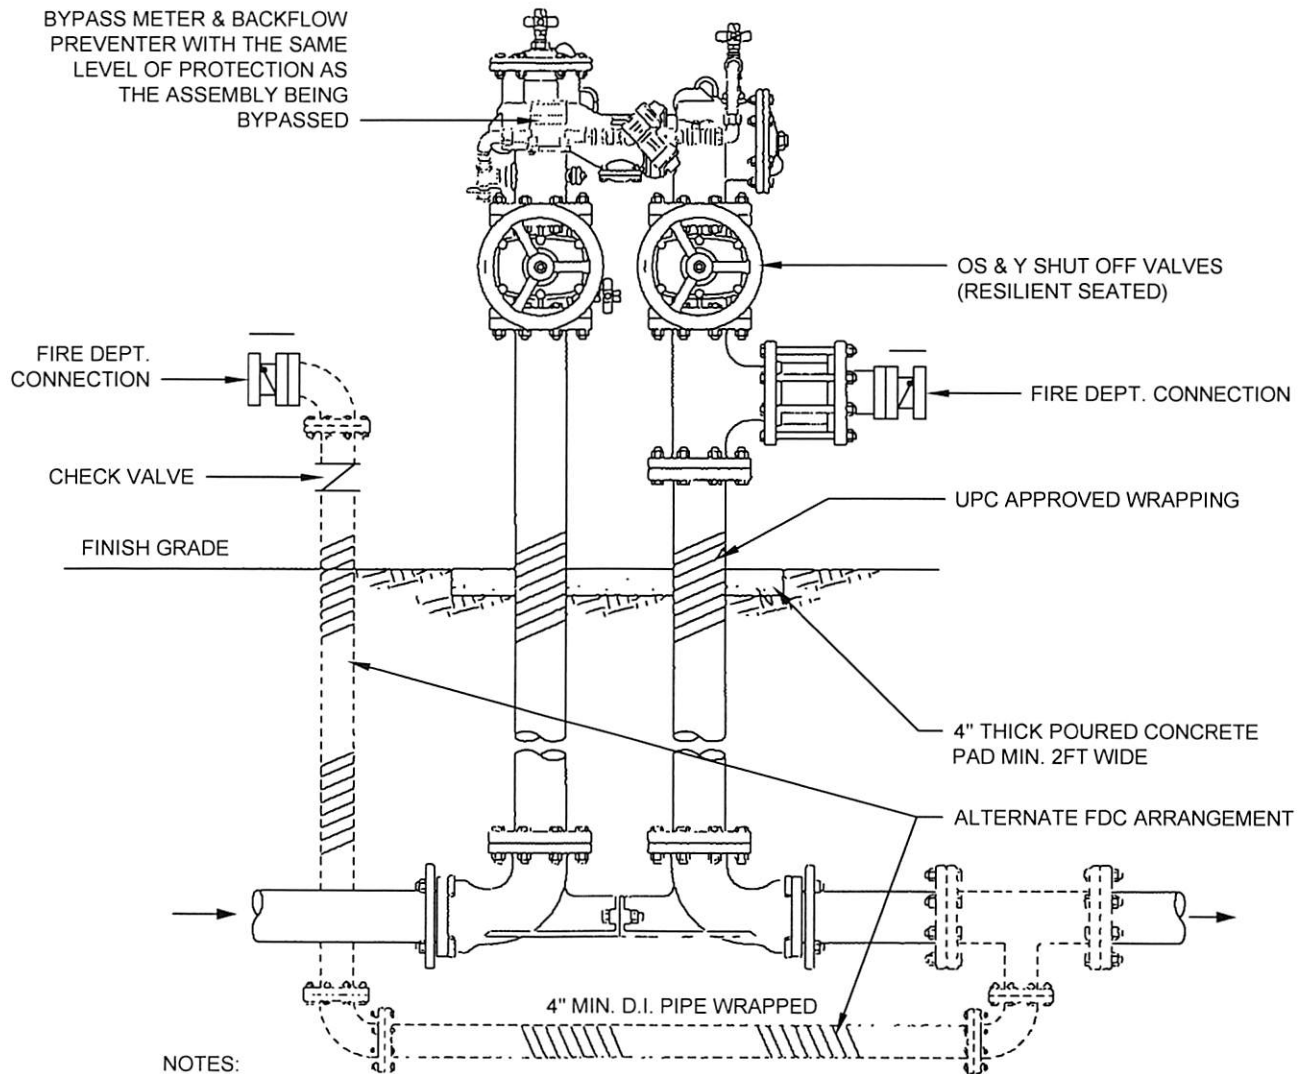 BYPASS METER & BACKFLOW
PREVENTER WITH THE SAME
LEVEL OF PROTECTION AS
THE ASSEMBLY BEING
BYPASSED
OS & Y SHUT OFF VALVES
(RESILIENT SEATED)
FIRE DEPT.
CONNECTION
FIRE DEPT. CONNECTION
CHECK VALVE
UPC APPROVED WRAPPING
FINISH GRADE
4" THICK POURED CONCRETE
PAD MIN. 2FT WIDE
ALTERNATE FDC ARRANGEMENT
4" MIN. D.I. PIPE WRAPPED
NOTES: